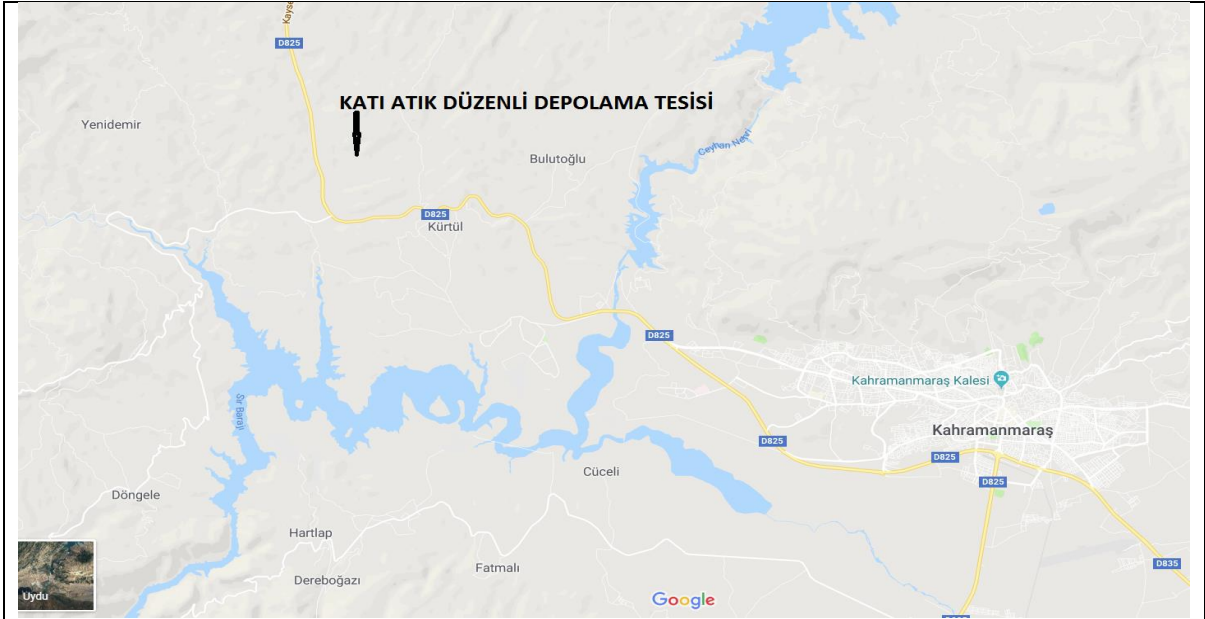 Kayse
D825
KATI ATIK DÜZENLİ DEPOLAMA TESİSİ
Yenidemir
Bulutoğlu
Ceyhan Nehri
D825
Kürtül
D825
Kahramanmaraş Kalesi
Sır Barajı
Kahramanmaraş
D825
D825
Cüceli
D825
Döngele
Hartlap
Fatmalı
D835
Dereboğazı
Uydu
Google